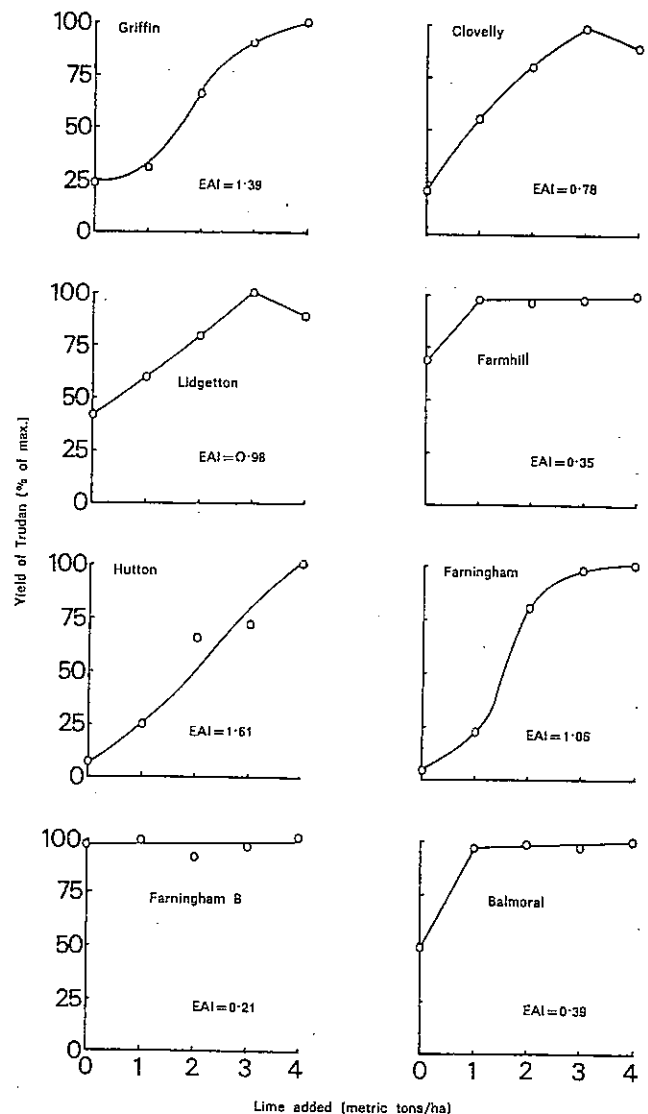 Griffin
100
75
50
25
0
EAI=1·39
Clovelly
EAI=0·78
100
75
50
25
0
Lidgetton
EAI=0·98
Farmhill
EAI=0·35
Yield of Trudan (% of max.)
Hutton
100
75
50
25
0
EAI=1·61
Farningham
EAI=1·06
100
75
50
25
0
Farningham B
EAI=0·21
Balmoral
EAI=0·39
0 1 2 3 4
0 1 2 3 4
Lime added (metric tons/ha)